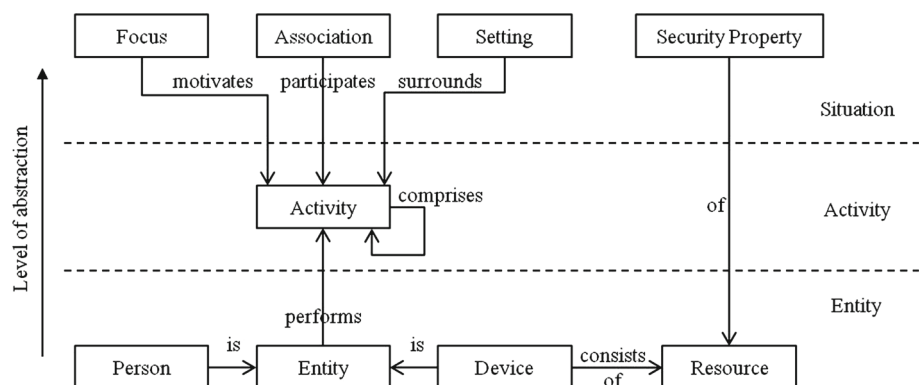 Focus
Association
Setting
Security Property
motivates
participates
surrounds
Situation
Level of abstraction
Activity
comprises
of
Activity
Entity
performs
Person
is
Entity
is
Device
consists
of
Resource